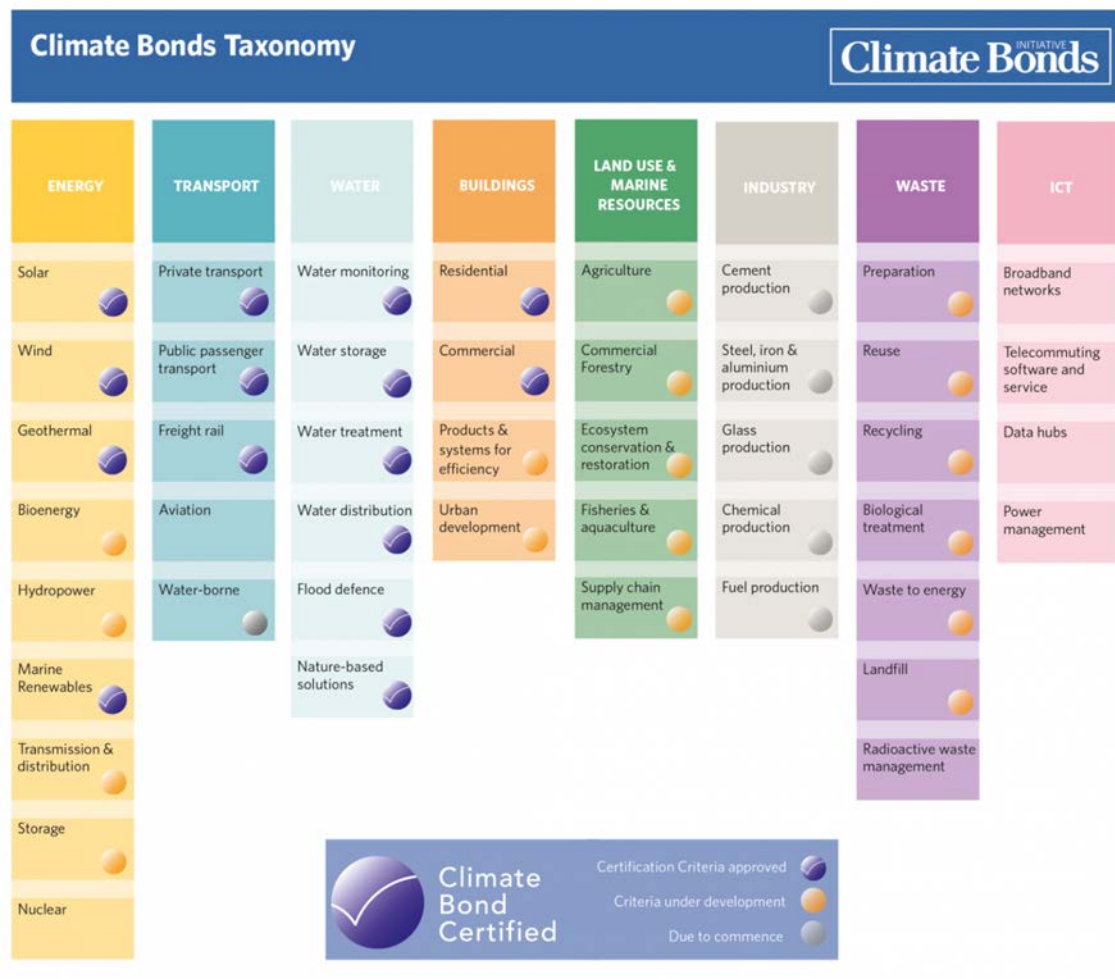 Climate Bonds Taxonomy
INITIATIVE
Climate Bonds
ENERGY
Solar
Wind
Geothermal
Bioenergy
Hydropower
Marine
Renewables
Transmission &
distribution
Storage
Nuclear
TRANSPORT
Private transport
Public passenger
transport
Freight rail
Aviation
Water-borne
WATER
Water monitoring
Water storage
Water treatment
Water distribution
Flood defence
Nature-based
solutions
BUILDINGS
Residential
Commercial
Products &
systems for
efficiency
Urban
development
LAND USE &
MARINE
RESOURCES
Agriculture
Commercial
Forestry
Ecosystem
conservation &
restoration
Fisheries &
aquaculture
Supply chain
management
INDUSTRY
Cement
production
Steel, iron &
aluminium
production
Glass
production
Chemical
production
Fuel production
WASTE
Preparation
Reuse
Recycling
Biological
treatment
Waste to energy
Landfill
Radioactive waste
management
ICT
Broadband
networks
Telecommuting
software and
service
Data hubs
Power
management
Climate
Bond
Certified
Certification Criteria approved
Criteria under development
Due to commence